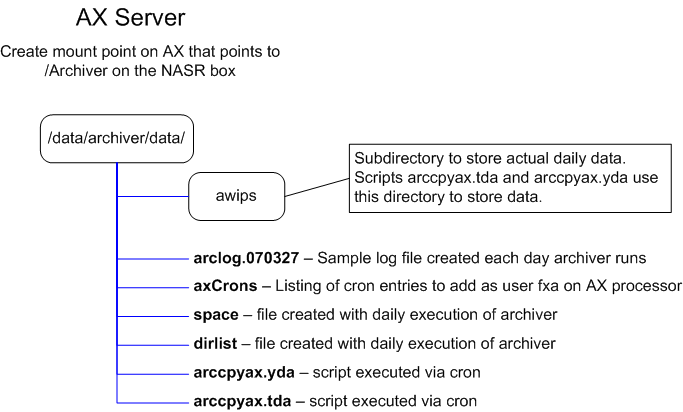 AX Server
Create mount point on AX that points to
/Archiver on the NASR box
/data/archiver/data/
awips
Subdirectory to store actual daily data.
Scripts arccpyax.tda and arccpyax.yda use
this directory to store data.
arclog.070327 – Sample log file created each day archiver runs
axCrons – Listing of cron entries to add as user fxa on AX processor
space – file created with daily execution of archiver
dirlist – file created with daily execution of archiver
arccpyax.yda – script executed via cron
arccpyax.tda – script executed via cron